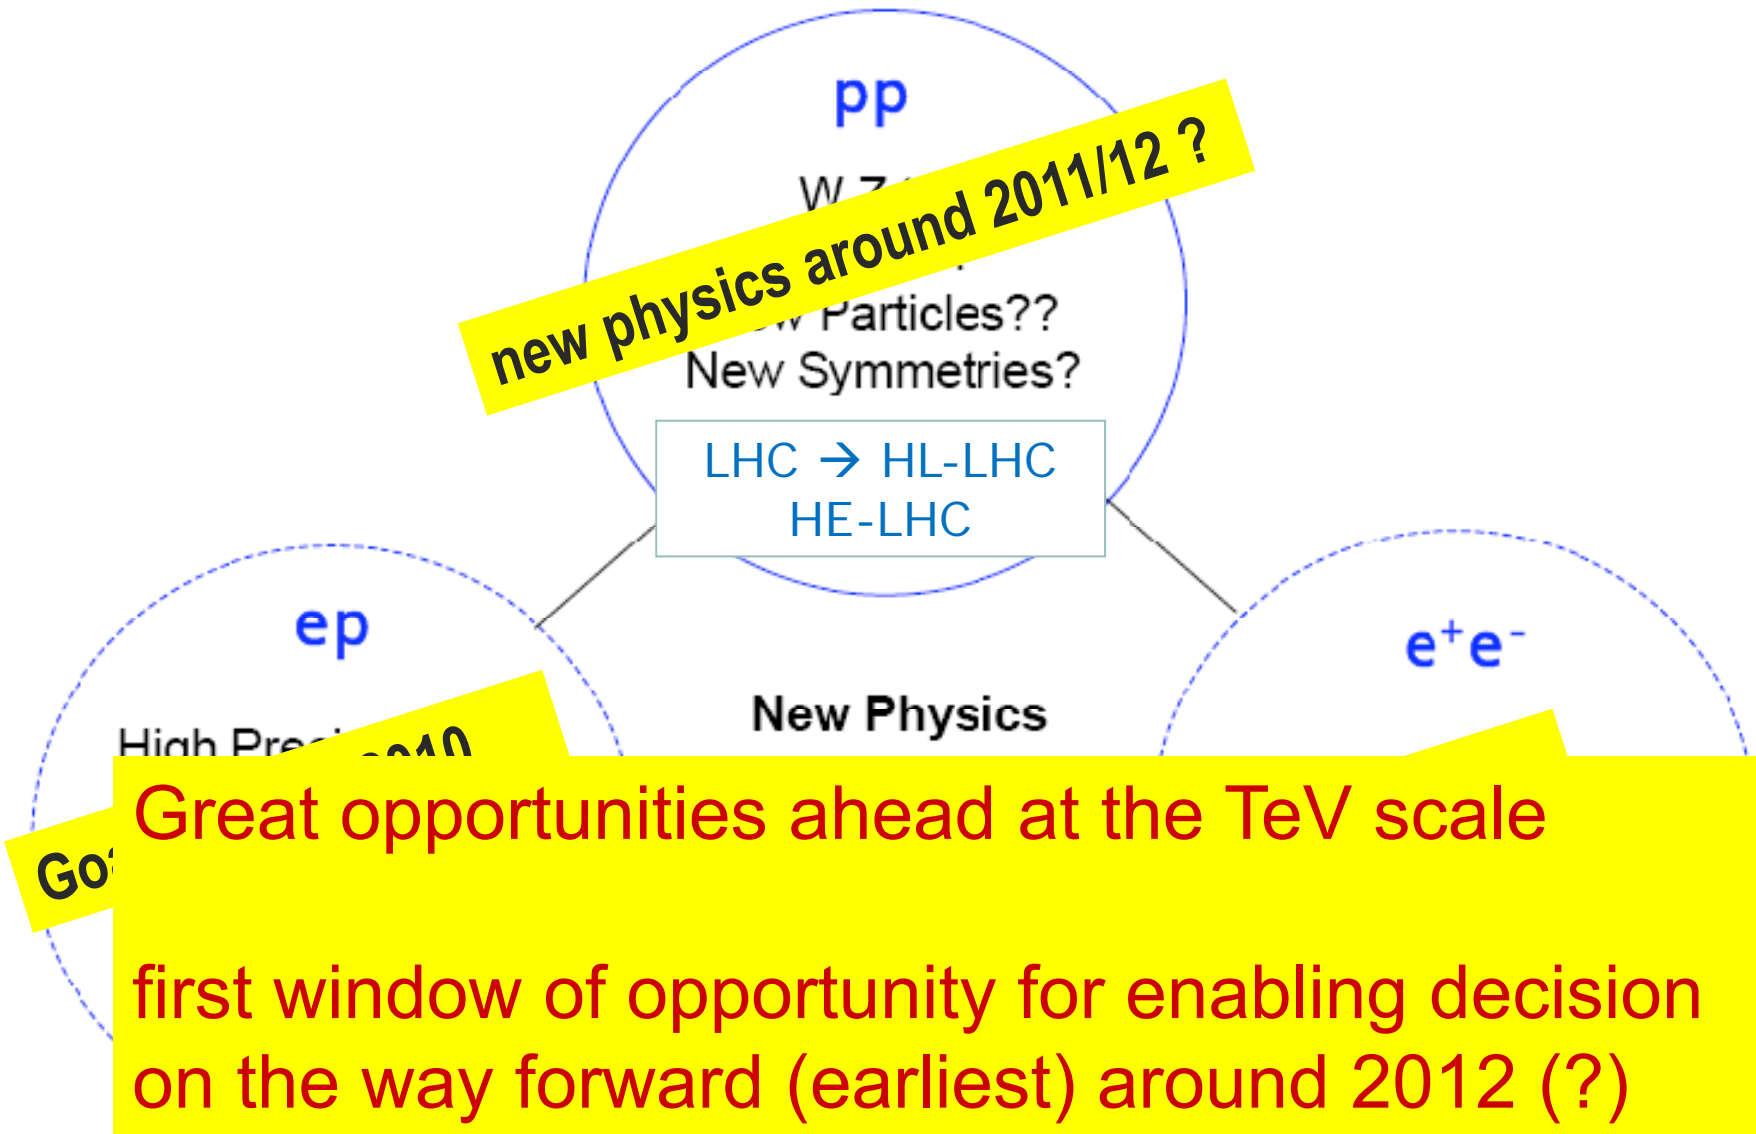 pp
new physics around 2011/12 ?
W
Particles??
New Symmetries?
LHC → HL-LHC
HE-LHC
ep
e⁺e⁻
New Physics
High
Great opportunities ahead at the TeV scale
first window of opportunity for enabling decision
on the way forward (earliest) around 2012 (?)